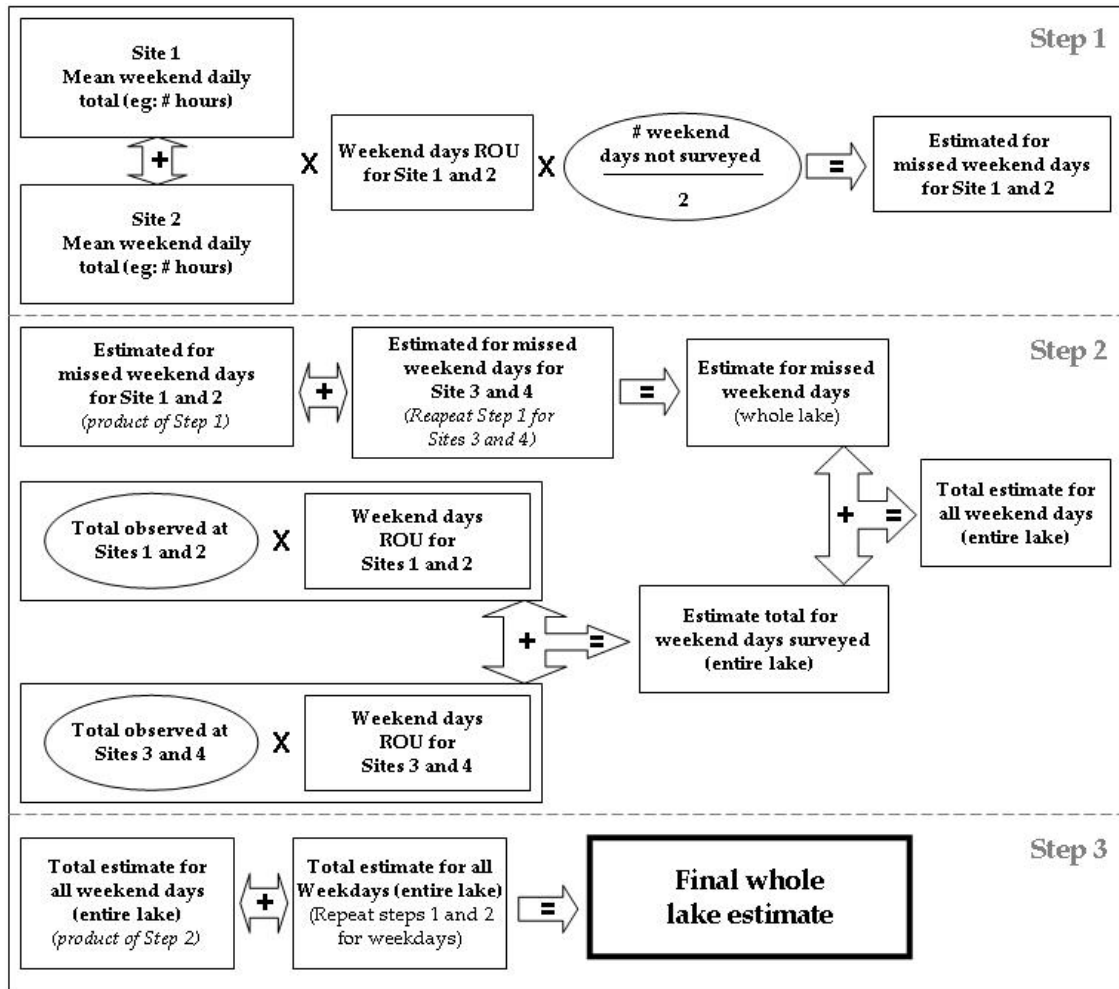 Step 1
Site 1
Mean weekend daily
total (eg: # hours)
+
Site 2
Mean weekend daily
total (eg: # hours)
X
Weekend days ROU
for Site 1 and 2
X
# weekend
days not surveyed
2
=
Estimated for
missed weekend days
for Site 1 and 2
Step 2
Estimated for
missed weekend days
for Site 1 and 2
(product of Step 1)
+
Estimated for missed
weekend days for
Site 3 and 4
(Reapeat Step 1 for
Sites 3 and 4)
=
Estimate for missed
weekend days
(whole lake)
+
=
Total estimate for
all weekend days
(entire lake)
Total observed at
Sites 1 and 2
X
Weekend days
ROU for
Sites 1 and 2
+
=
Estimate total for
weekend days surveyed
(entire lake)
Total observed at
Sites 3 and 4
X
Weekend days
ROU for
Sites 3 and 4
Step 3
Total estimate for
all weekend days
(entire lake)
(product of Step 2)
+
Total estimate for all
Weekdays (entire lake)
(Repeat steps 1 and 2
for weekdays)
=
Final whole
lake estimate